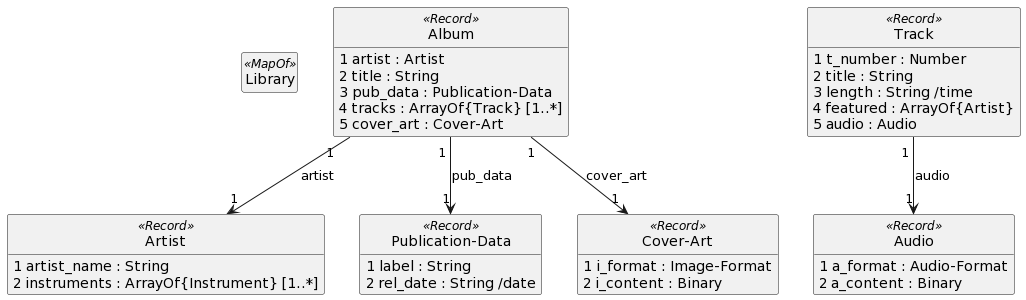 «MapOf»
Library
«Record»
Album
1 artist : Artist
2 title : String
3 pub_data : Publication-Data
4 tracks : ArrayOf{Track} [1..*]
5 cover_art : Cover-Art
«Record»
Track
1 t_number : Number
2 title : String
3 length : String /time
4 featured : ArrayOf{Artist}
5 audio : Audio
1
artist
1
1
pub_data
1
1
cover_art
1
1
audio
1
«Record»
Artist
1 artist_name : String
2 instruments : ArrayOf{Instrument} [1..*]
«Record»
Publication-Data
1 label : String
2 rel_date : String /date
«Record»
Cover-Art
1 i_format : Image-Format
2 i_content : Binary
«Record»
Audio
1 a_format : Audio-Format
2 a_content : Binary